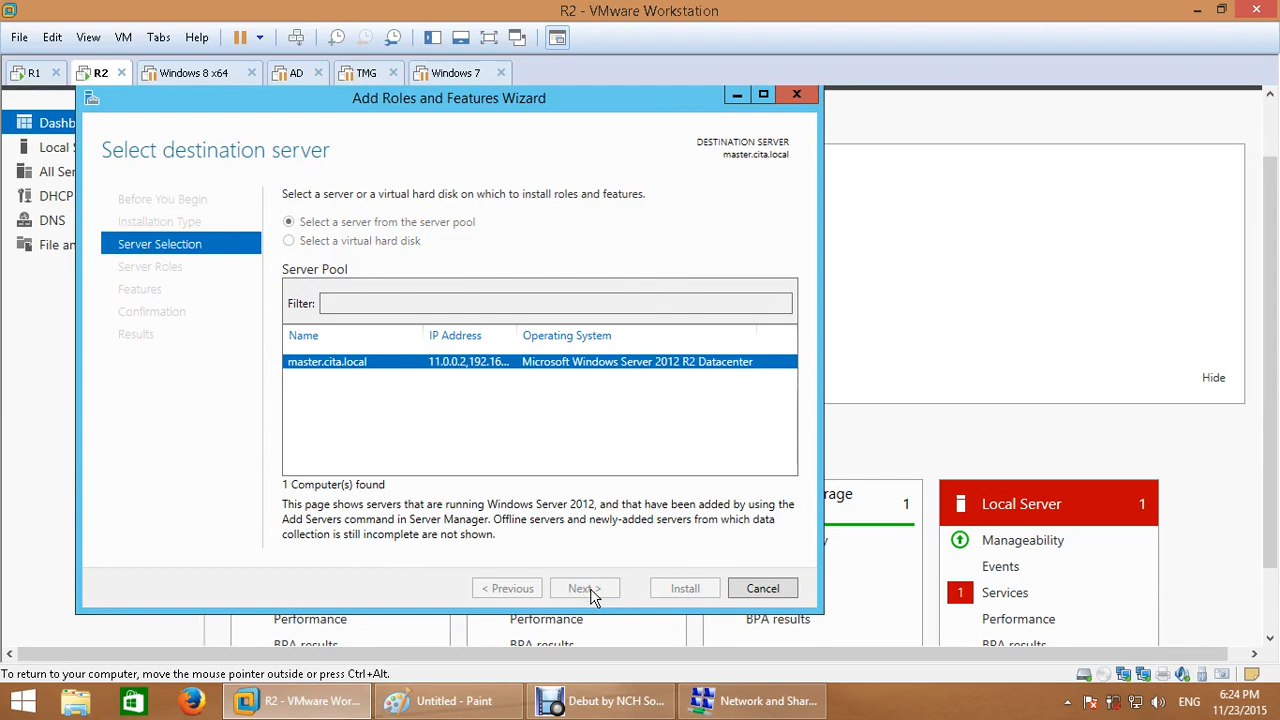 R2 - VMware Workstation
File Edit View VM Tabs Help
R1 R2 Windows 8 x64 AD TMG Windows 7
Dashb
Local S
All Se
DHCP
DNS
File an
Add Roles and Features Wizard
Select destination server
DESTINATION SERVER
master.cita.local
Before You Begin
Installation Type
Server Selection
Server Roles
Features
Confirmation
Results
Select a server or a virtual hard disk on which to install roles and features.
Select a server from the server pool
Select a virtual hard disk
Server Pool
Filter:
Name IP Address Operating System
master.cita.local 11.0.0.2,192.16... Microsoft Windows Server 2012 R2 Datacenter
1 Computer(s) found
This page shows servers that are running Windows Server 2012, and that have been added by using the
Add Servers command in Server Manager. Offline servers and newly-added servers from which data
collection is still incomplete are not shown.
< Previous Next > Install Cancel
Hide
rage 1
Local Server 1
Manageability
Events
1 Services
Performance
Performance Performance BPA results Performance
To return to your computer, move the mouse pointer outside or press Ctrl+Alt.
R2 - VMware Wo...
Untitled - Paint
Debut by NCH So...
Network and Shar...
ENG
6:24 PM
11/23/2015